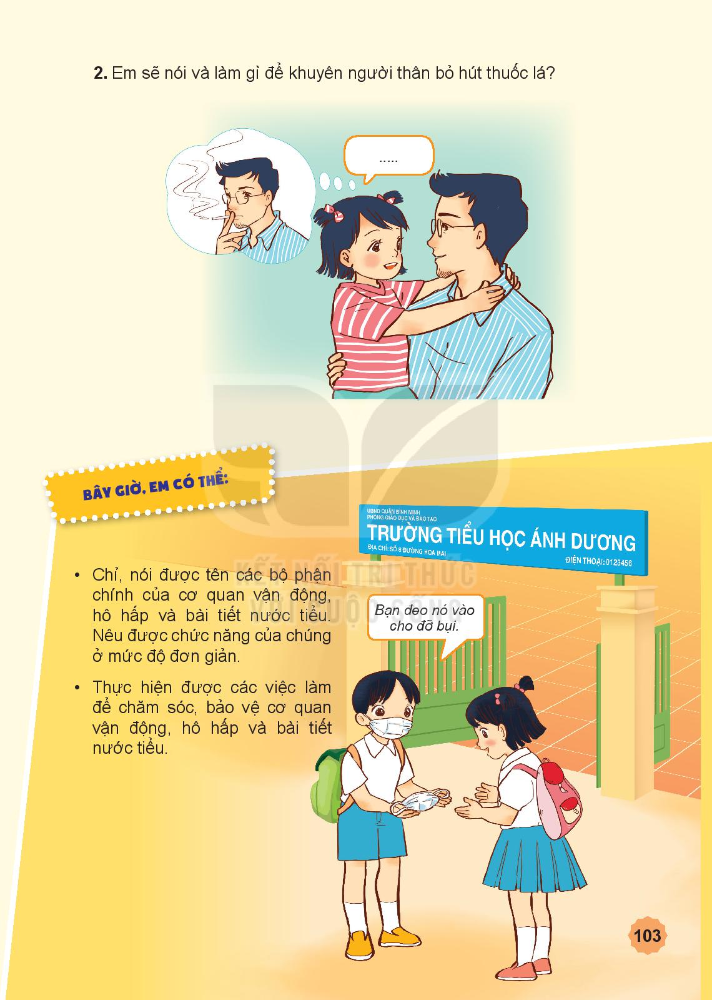 2. Em sẽ nói và làm gì để khuyên người thân bỏ hút thuốc lá?
.....
BÂY GIỜ, EM CÓ THỂ:
• Chỉ, nói được tên các bộ phận
chính của cơ quan vận động,
hô hấp và bài tiết nước tiểu.
Nêu được chức năng của chúng
ở mức độ đơn giản.
• Thực hiện được các việc làm
để chăm sóc, bảo vệ cơ quan
vận động, hô hấp và bài tiết
nước tiểu.
UBND QUẬN BÌNH MINH
PHÒNG GIÁO DỤC VÀ ĐÀO TẠO
TRƯỜNG TIỂU HỌC ÁNH DƯƠNG
ĐỊA CHỈ: SỐ 8 ĐƯỜNG HOA MAI
ĐIỆN THOẠI: 0123456
KẾT NỐI TRI THỨC
VỚI CUỘC SỐNG
Bạn đeo nó vào
cho đỡ bụi.
103